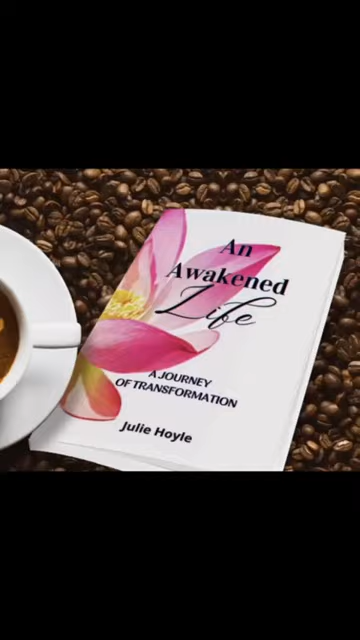 An
Awakened
Life
A JOURNEY
OF TRANSFORMATION
Julie Hoyle